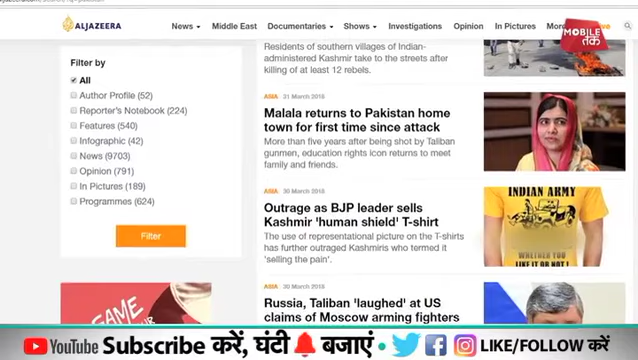 ALJAZEERA
News
Middle East
Documentaries
Shows
Investigations
Opinion
In Pictures
MOBILE
तक
Filter by
All
Author Profile (52)
Reporter's Notebook (224)
Features (540)
Infographic (42)
News (9703)
Opinion (791)
In Pictures (189)
Programmes (624)
Filter
Residents of southern villages of Indian-
administered Kashmir take to the streets after
killing of at least 12 rebels.
ASIA 31 March 2018
Malala returns to Pakistan home
town for first time since attack
More than five years after being shot by Taliban
gunmen, education rights icon returns to meet
family and friends.
ASIA 30 March 2018
Outrage as BJP leader sells
Kashmir 'human shield' T-shirt
The use of representational picture on the T-shirts
has further outraged Kashmiris who termed it
'selling the pain'.
INDIAN ARMY
WHETHER YOU
LIKE IT OR NOT !
ASIA 30 March 2018
Russia, Taliban 'laughed' at US
claims of Moscow arming fighters
YouTube Subscribe करें, घंटी बजाएं LIKE/FOLLOW करें